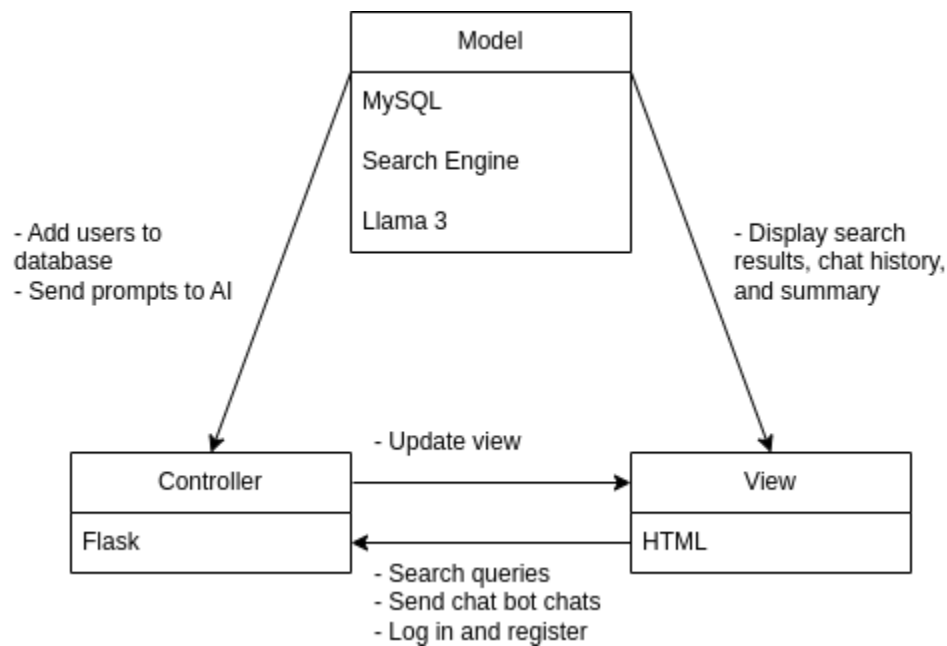 Model
MySQL
Search Engine
Llama 3
- Add users to
database
- Send prompts to AI
- Display search
results, chat history,
and summary
- Update view
Controller
Flask
View
HTML
- Search queries
- Send chat bot chats
- Log in and register